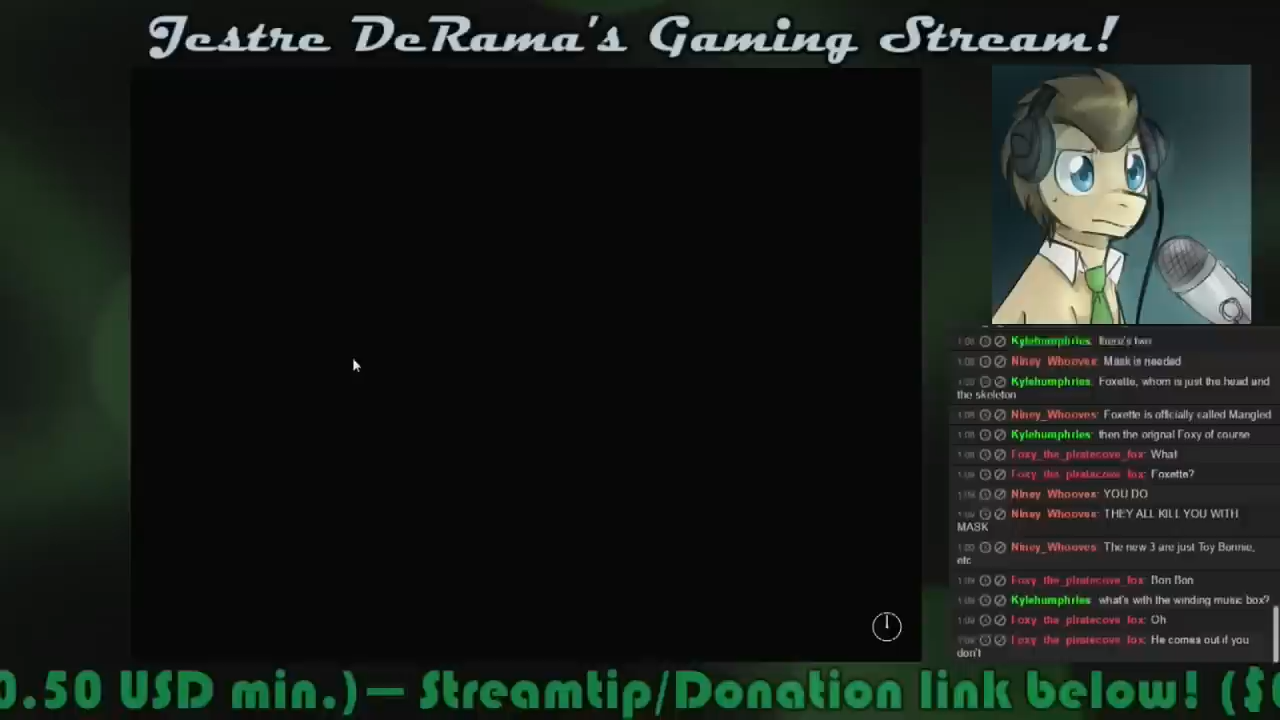 Jestre DeRama's Gaming Stream!
Kylehumphries: there's two
Niney_Whooves: Mask is needed
Kylehumphries: Foxette, whom is just the head and
the skeleton
Niney_Whooves: Foxette is officially called Mangled
Kylehumphries: then the orignal Foxy of course
Foxy_the_piratecove_fox: What
Foxy_the_piratecove_fox: Foxette?
Niney_Whooves: YOU DO
Niney_Whooves: THEY ALL KILL YOU WITH
MASK
Niney_Whooves: The new 3 are just Toy Bonnie,
etc
Foxy_the_piratecove_fox: Bon Bon
Kylehumphries: what's with the winding music box?
Foxy_the_piratecove_fox: Oh
Foxy_the_piratecove_fox: He comes out if you
don't
0.50 USD min.)— Streamtip/Donation link below! ($